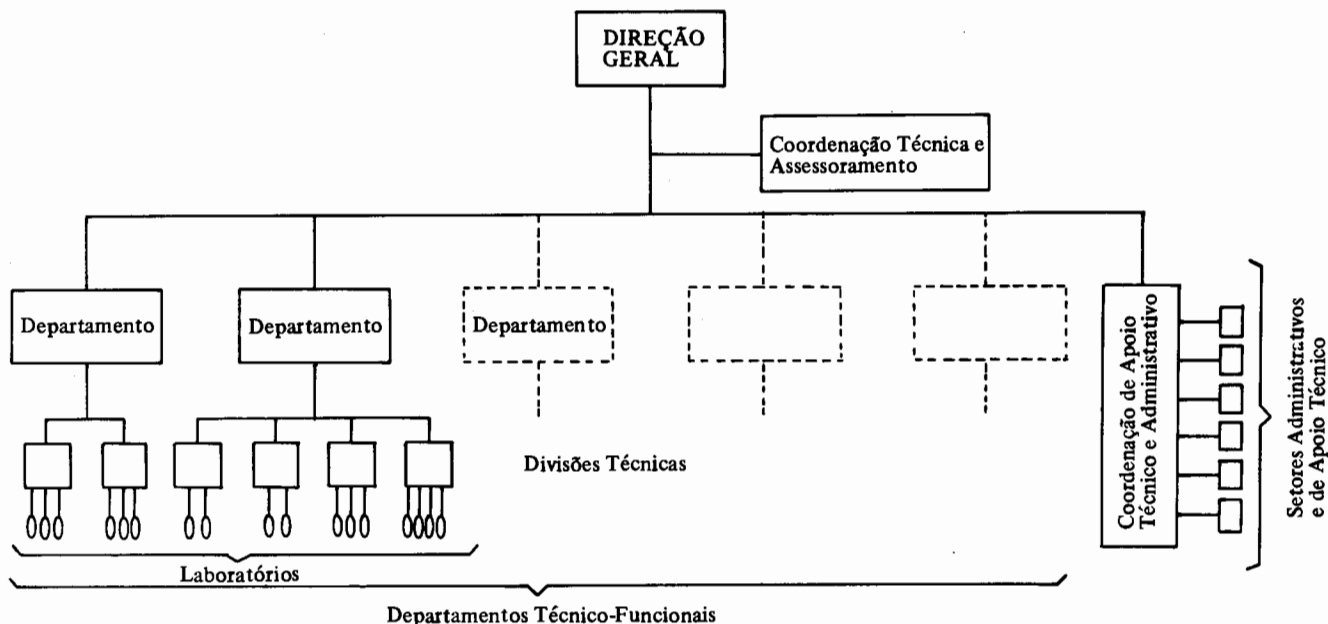 DIREÇÃO
GERAL
Coordenação Técnica e
Assessoramento
Departamento
Departamento
Departamento
Coordenação de Apoio
Técnico e Administrativo
Setores Administrativos
e de Apoio Técnico
Divisões Técnicas
Laboratórios
Departamentos Técnico-Funcionais